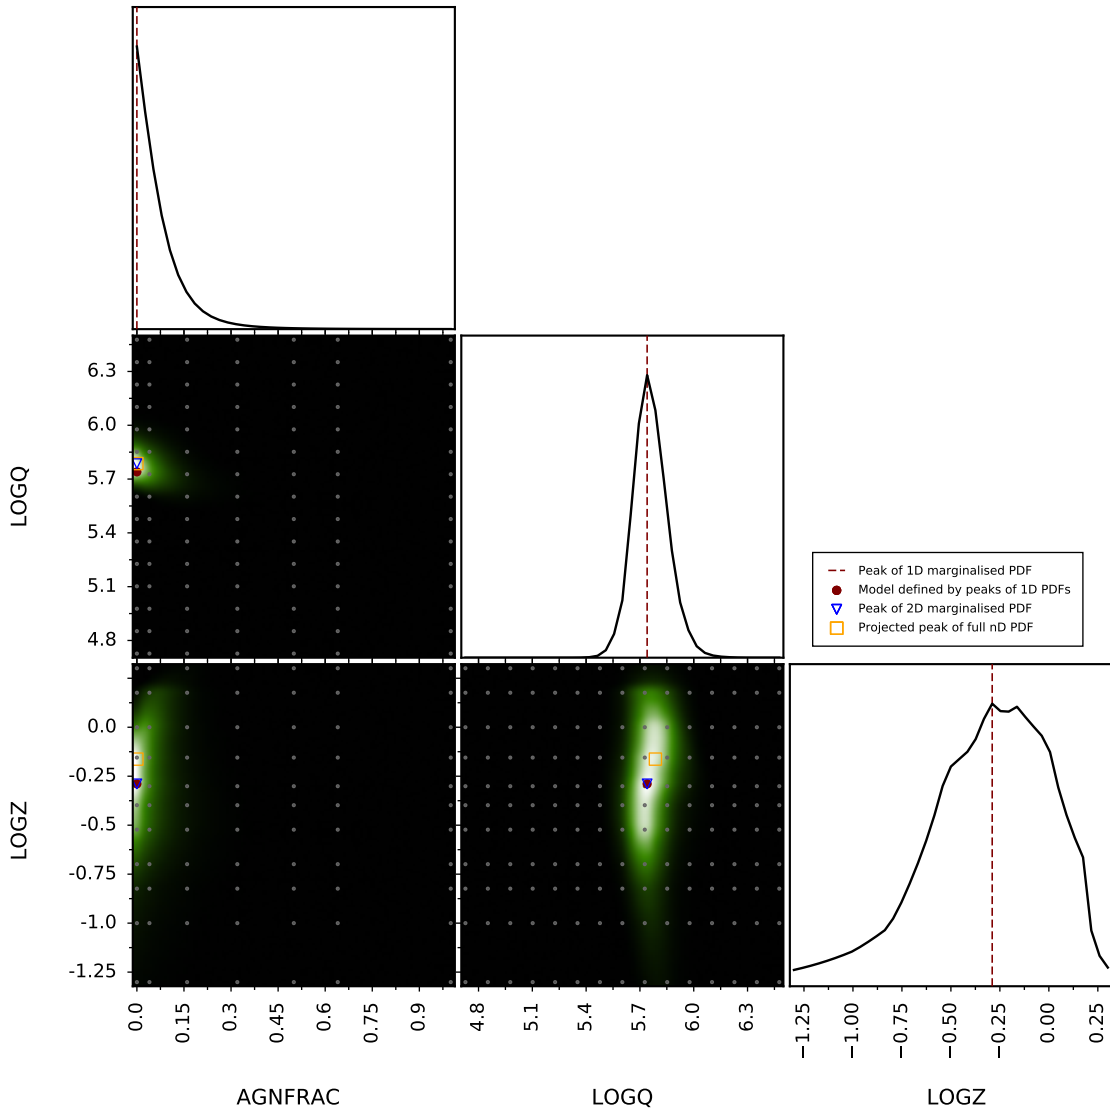 LOGQ
6.3
6.0
5.7
5.4
5.1
4.8
Peak of 1D marginalised PDF
Model defined by peaks of 1D PDFs
Peak of 2D marginalised PDF
Projected peak of full nD PDF
LOGZ
0.0
-0.25
-0.5
-0.75
-1.0
-1.25
0.0 0.15 0.3 0.45 0.6 0.75 0.9
4.8 5.1 5.4 5.7 6.0 6.3
−1.25 −1.00 −0.75 −0.50 −0.25 0.00 0.25
AGNFRAC LOGQ LOGZ